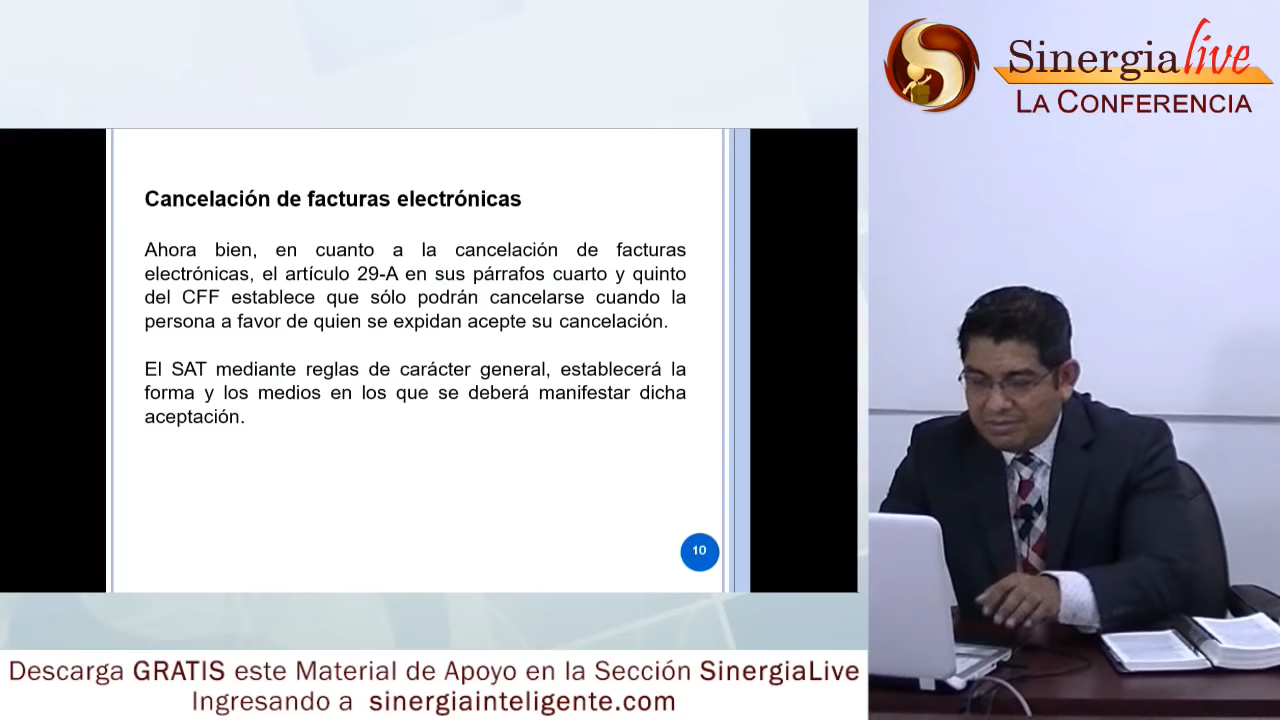 Sinergia live
LA CONFERENCIA
Cancelación de facturas electrónicas
Ahora bien, en cuanto a la cancelación de facturas
electrónicas, el artículo 29-A en sus párrafos cuarto y quinto
del CFF establece que sólo podrán cancelarse cuando la
persona a favor de quien se expidan acepte su cancelación.
El SAT mediante reglas de carácter general, establecerá la
forma y los medios en los que se deberá manifestar dicha
aceptación.
10
Descarga GRATIS este Material de Apoyo en la Sección SinergiaLive
Ingresando a sinergiainteligente.com